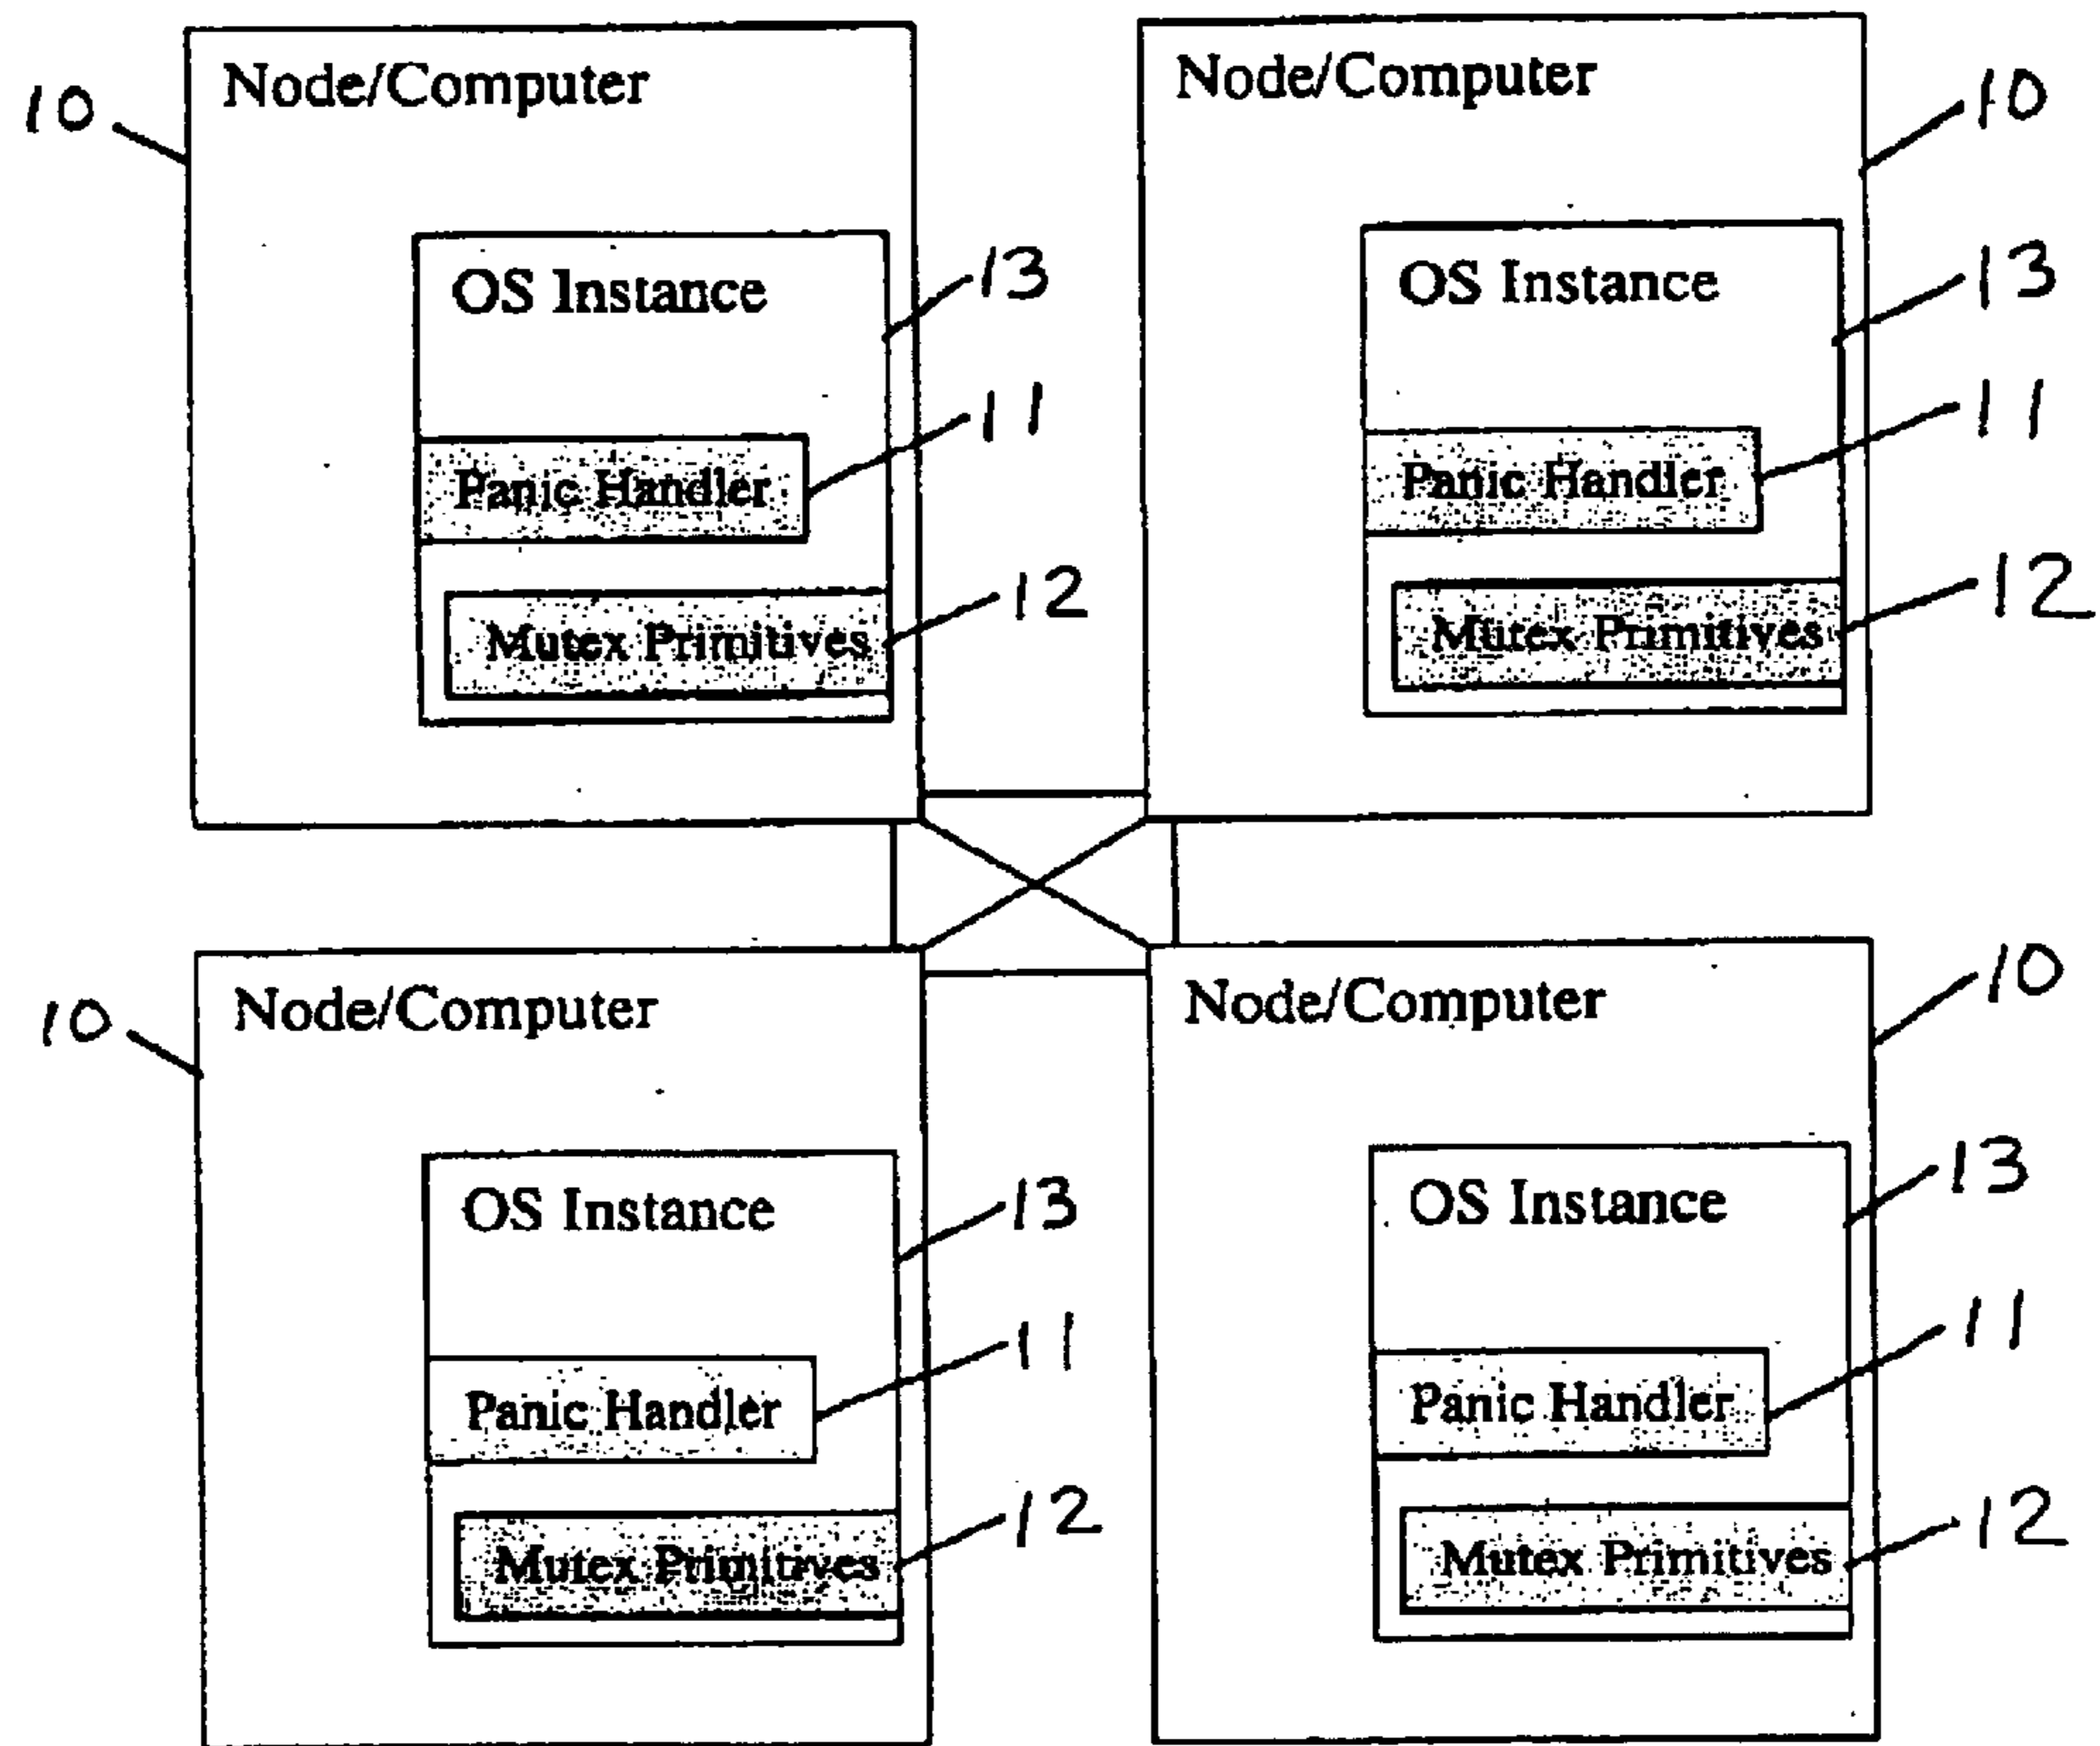 Node/Computer
10
OS Instance
13
Panic Handler
11
Mutex Primitives
12
Node/Computer
10
OS Instance
13
Panic Handler
11
Mutex Primitives
12
Node/Computer
10
OS Instance
13
Panic Handler
11
Mutex Primitives
12
Node/Computer
10
OS Instance
13
Panic Handler
11
Mutex Primitives
12